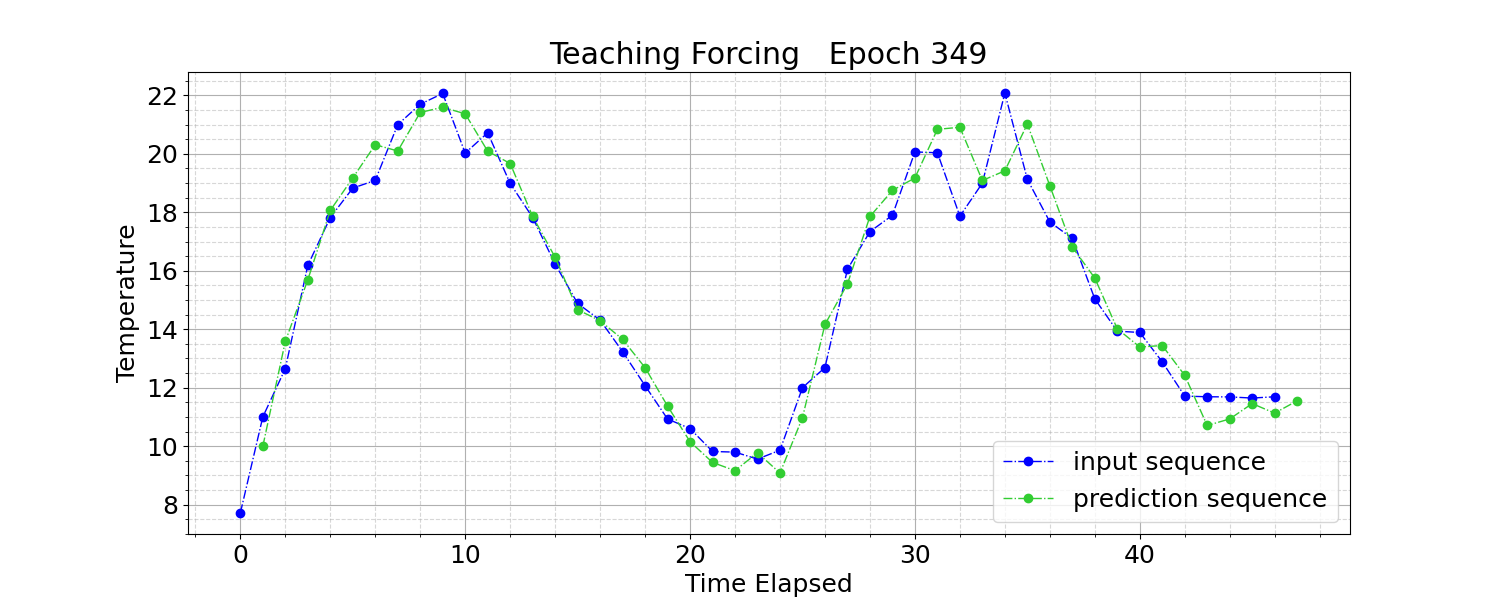 Teaching Forcing   Epoch 349
Temperature
22
20
18
16
14
12
10
8
0 10 20 30 40
Time Elapsed
input sequence
prediction sequence